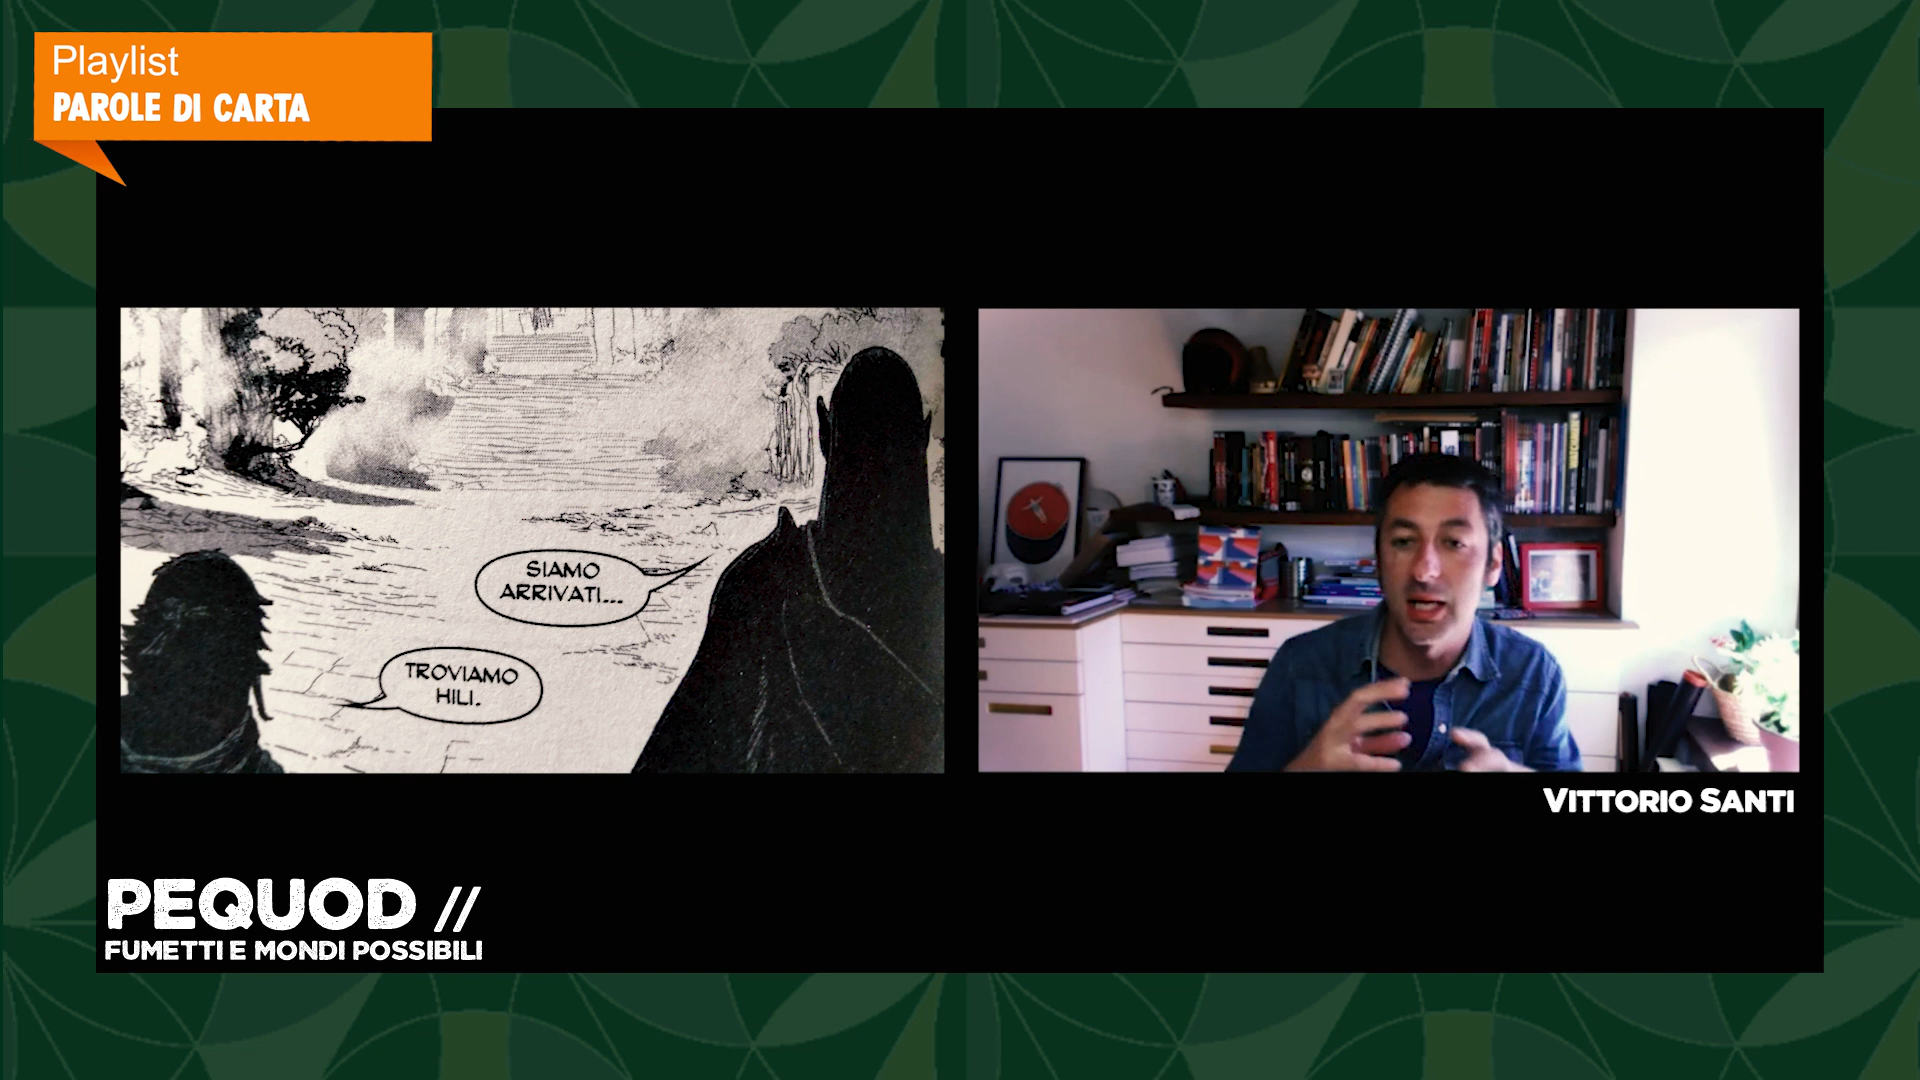 Playlist
PAROLE DI CARTA
SIAMO
ARRIVATI...
TROVIAMO
HILI.
VITTORIO SANTI
PEQUOD //
FUMETTI E MONDI POSSIBILI